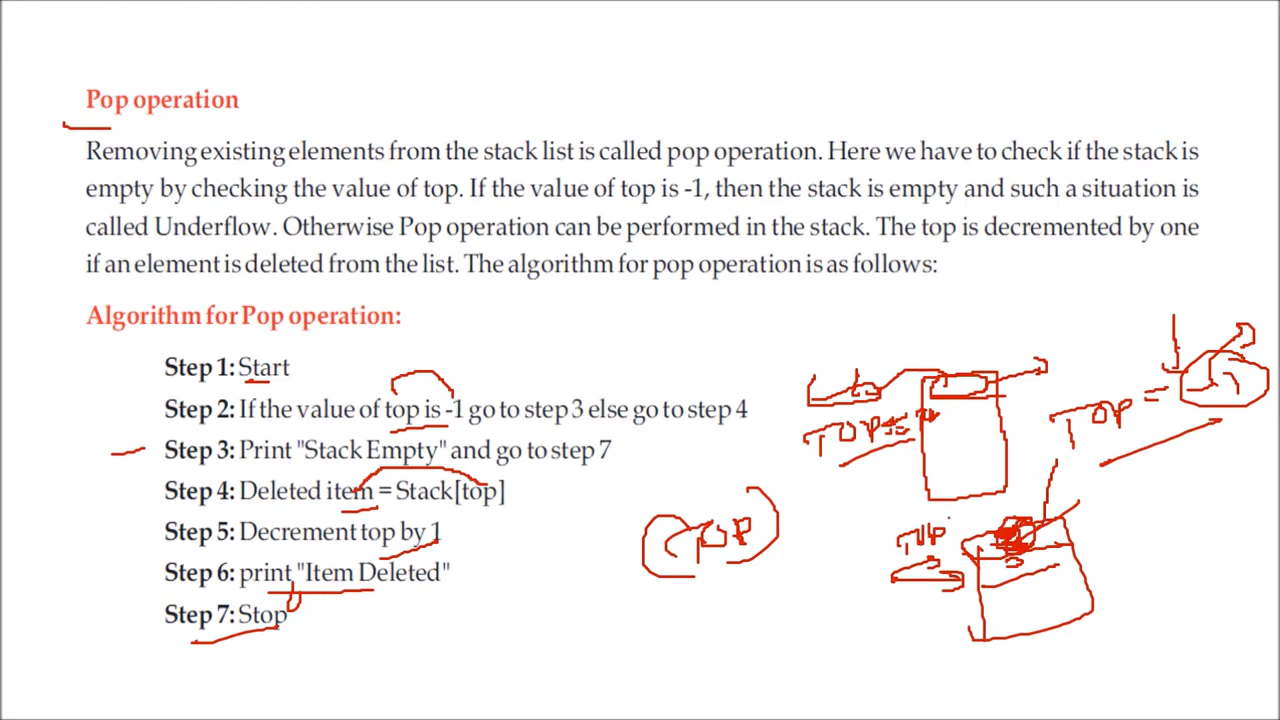 Pop operation
Removing existing elements from the stack list is called pop operation. Here we have to check if the stack is
empty by checking the value of top. If the value of top is -1, then the stack is empty and such a situation is
called Underflow. Otherwise Pop operation can be performed in the stack. The top is decremented by one
if an element is deleted from the list. The algorithm for pop operation is as follows:
Algorithm for Pop operation:
Step 1: Start
Step 2: If the value of top is -1 go to step 3 else go to step 4
Step 3: Print "Stack Empty" and go to step 7
Step 4: Deleted item = Stack[top]
Step 5: Decrement top by 1
Step 6: print "Item Deleted"
Step 7: Stop
TOP =
TOP =
POP
TOP